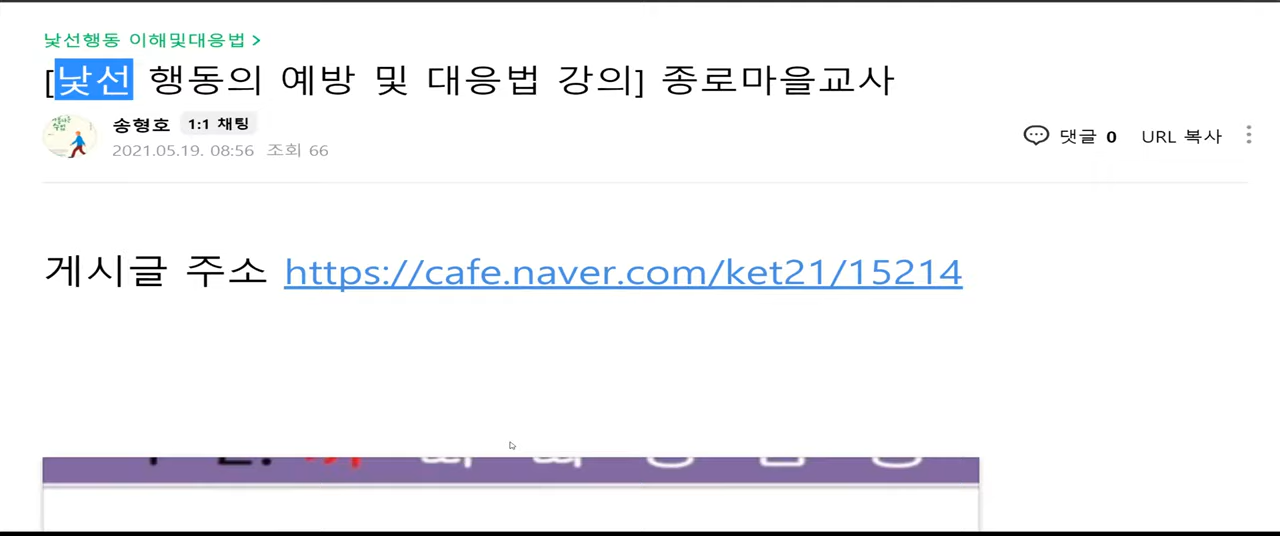 낯선행동 이해및대응법 >
[낯선 행동의 예방 및 대응법 강의] 종로마을교사
송형호 1:1 채팅
2021.05.19. 08:56 조회 66
댓글 0 URL 복사
게시글 주소 https://cafe.naver.com/ket21/15214